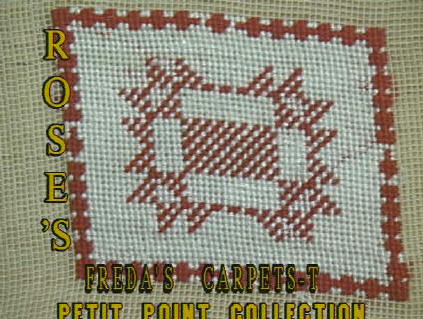 ROSE'S
FREDA'S CARPETS-T
PETIT POINT COLLECTION